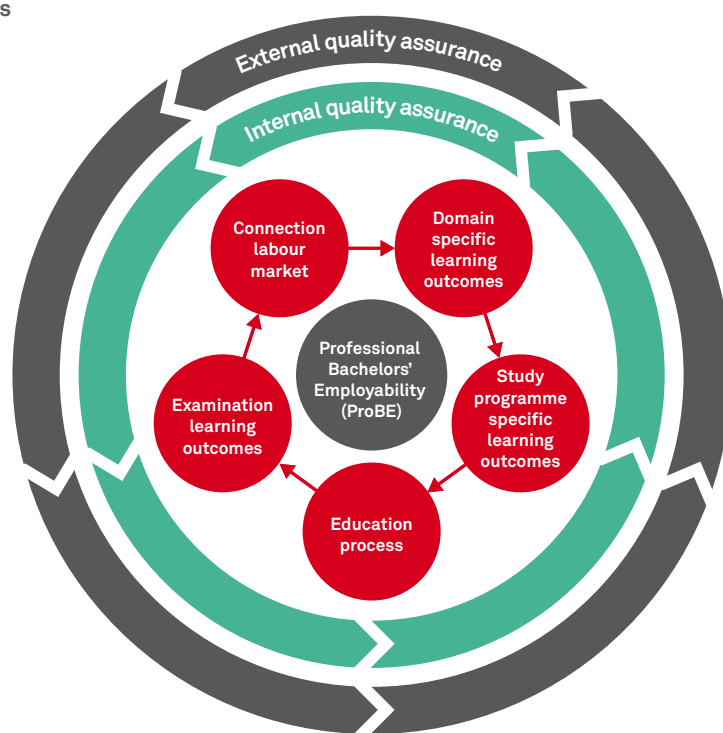 s
External quality assurance
Internal quality assurance
Connection
labour
market
Domain
specific
learning
outcomes
Professional
Bachelors’
Employability
(ProBE)
Examination
learning
outcomes
Study
programme
specific
learning
outcomes
Education
process